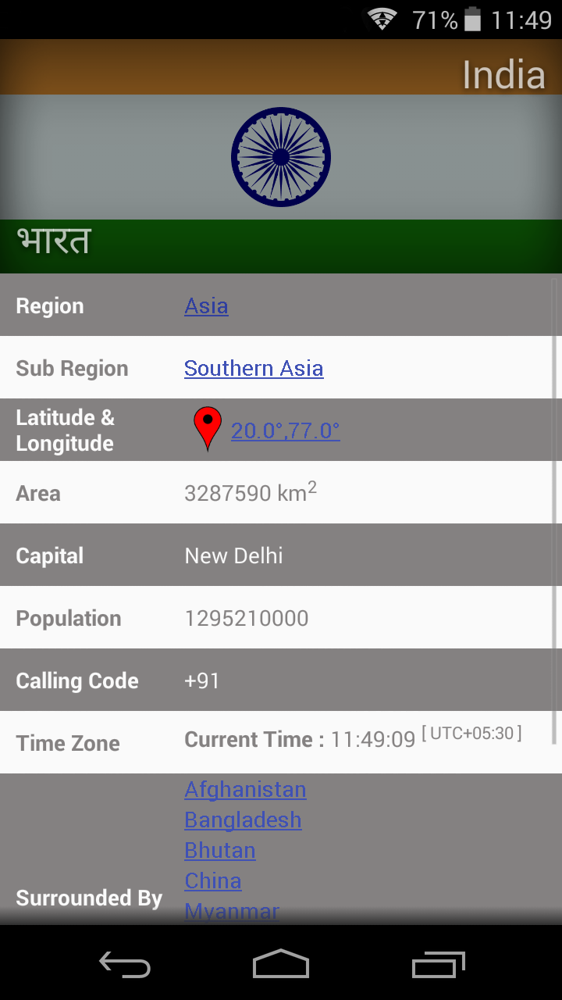 71% 11:49
India
भारत
Region Asia
Sub Region Southern Asia
Latitude &
Longitude 20.0°,77.0°
Area 3287590 km²
Capital New Delhi
Population 1295210000
Calling Code +91
Time Zone Current Time : 11:49:09 [ UTC+05:30 ]
Afghanistan
Bangladesh
Bhutan
China
Surrounded By
Myanmar